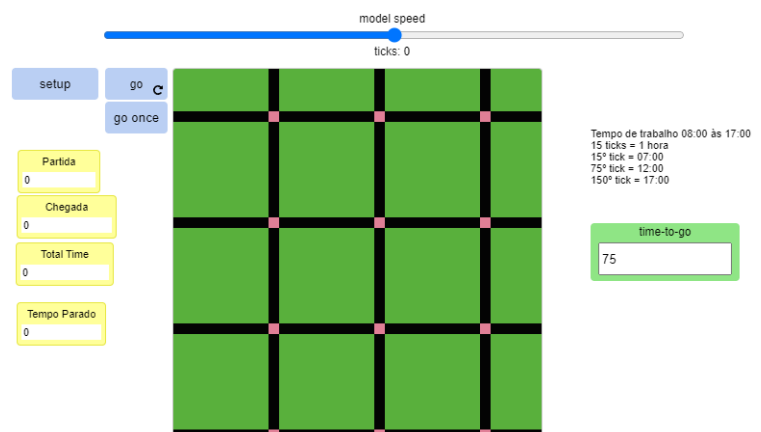 model speed
ticks: 0
setup
go
go once
Partida
0
Chegada
0
Total Time
0
Tempo Parado
0
Tempo de trabalho 08:00 às 17:00
15 ticks = 1 hora
15º tick = 07:00
75º tick = 12:00
150º tick = 17:00
time-to-go
75